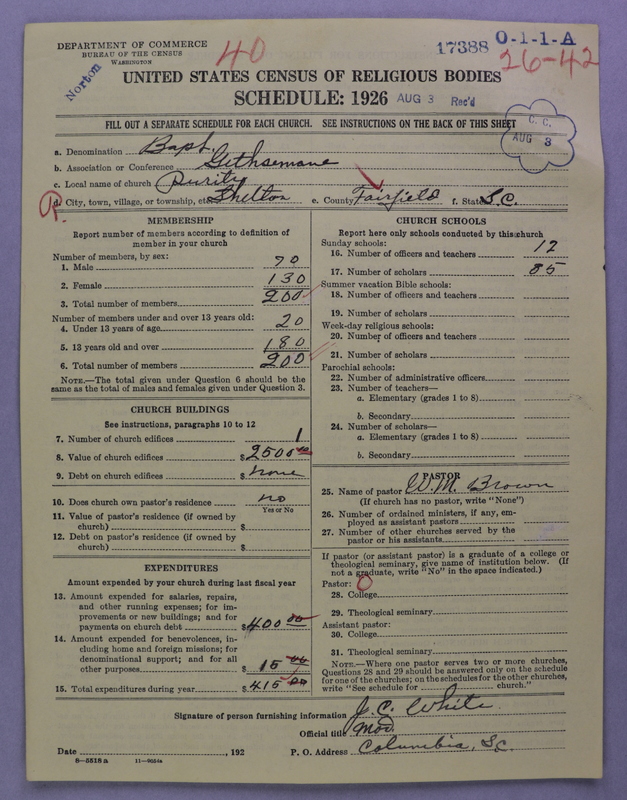 DEPARTMENT OF COMMERCE
BUREAU OF THE CENSUS
WASHINGTON
Norton
40
17388
O-1-1-A
26-42
UNITED STATES CENSUS OF RELIGIOUS BODIES
SCHEDULE: 1926
AUG 3 Rec'd
C. C.
AUG 3
FILL OUT A SEPARATE SCHEDULE FOR EACH CHURCH. SEE INSTRUCTIONS ON THE BACK OF THIS SHEET
a. Denomination Bapt.
b. Association or Conference Gethsemane
c. Local name of church Purity
d. City, town, village, or township, etc Shelton e. County Fairfield f. State S.C.
MEMBERSHIP
Report number of members according to definition of
member in your church
Number of members, by sex:
1. Male 70
2. Female 130
3. Total number of members 200
Number of members under and over 13 years old:
4. Under 13 years of age 20
5. 13 years old and over 180
6. Total number of members 200
NOTE.—The total given under Question 6 should be the
same as the total of males and females given under Question 3.
CHURCH BUILDINGS
See instructions, paragraphs 10 to 12
7. Number of church edifices 1
8. Value of church edifices $2500 00
9. Debt on church edifices $ none
10. Does church own pastor's residence no
Yes or No
11. Value of pastor's residence (if owned by
church) $
12. Debt on pastor's residence (if owned by
church) $
EXPENDITURES
Amount expended by your church during last fiscal year
13. Amount expended for salaries, repairs,
and other running expenses; for im-
provements or new buildings; and for
payments on church debt $400 00
14. Amount expended for benevolences, in-
cluding home and foreign missions; for
denominational support; and for all
other purposes $ 15 00
15. Total expenditures during year $415 00
CHURCH SCHOOLS
Report here only schools conducted by this church
Sunday schools:
16. Number of officers and teachers 12
17. Number of scholars 85
Summer vacation Bible schools:
18. Number of officers and teachers
19. Number of scholars
Week-day religious schools:
20. Number of officers and teachers
21. Number of scholars
Parochial schools:
22. Number of administrative officers
23. Number of teachers—
a. Elementary (grades 1 to 8)
b. Secondary
24. Number of scholars—
a. Elementary (grades 1 to 8)
b. Secondary
PASTOR
25. Name of pastor W.M. Brown
(If church has no pastor, write "None")
26. Number of ordained ministers, if any, em-
ployed as assistant pastors
27. Number of other churches served by the
pastor or his assistants
If pastor (or assistant pastor) is a graduate of a college or
theological seminary, give name of institution below. (If
not a graduate, write "No" in the space indicated.)
Pastor: O
28. College
29. Theological seminary
Assistant pastor:
30. College
31. Theological seminary
NOTE.—Where one pastor serves two or more churches,
Questions 28 and 29 should be answered only on the schedule
for one of the churches; on the schedules for the other churches,
write "See schedule for church."
Signature of person furnishing information J.C. White
Official title Mod.
Date , 192 P. O. Address Columbia, S.C.
8-5518a 11-9024a